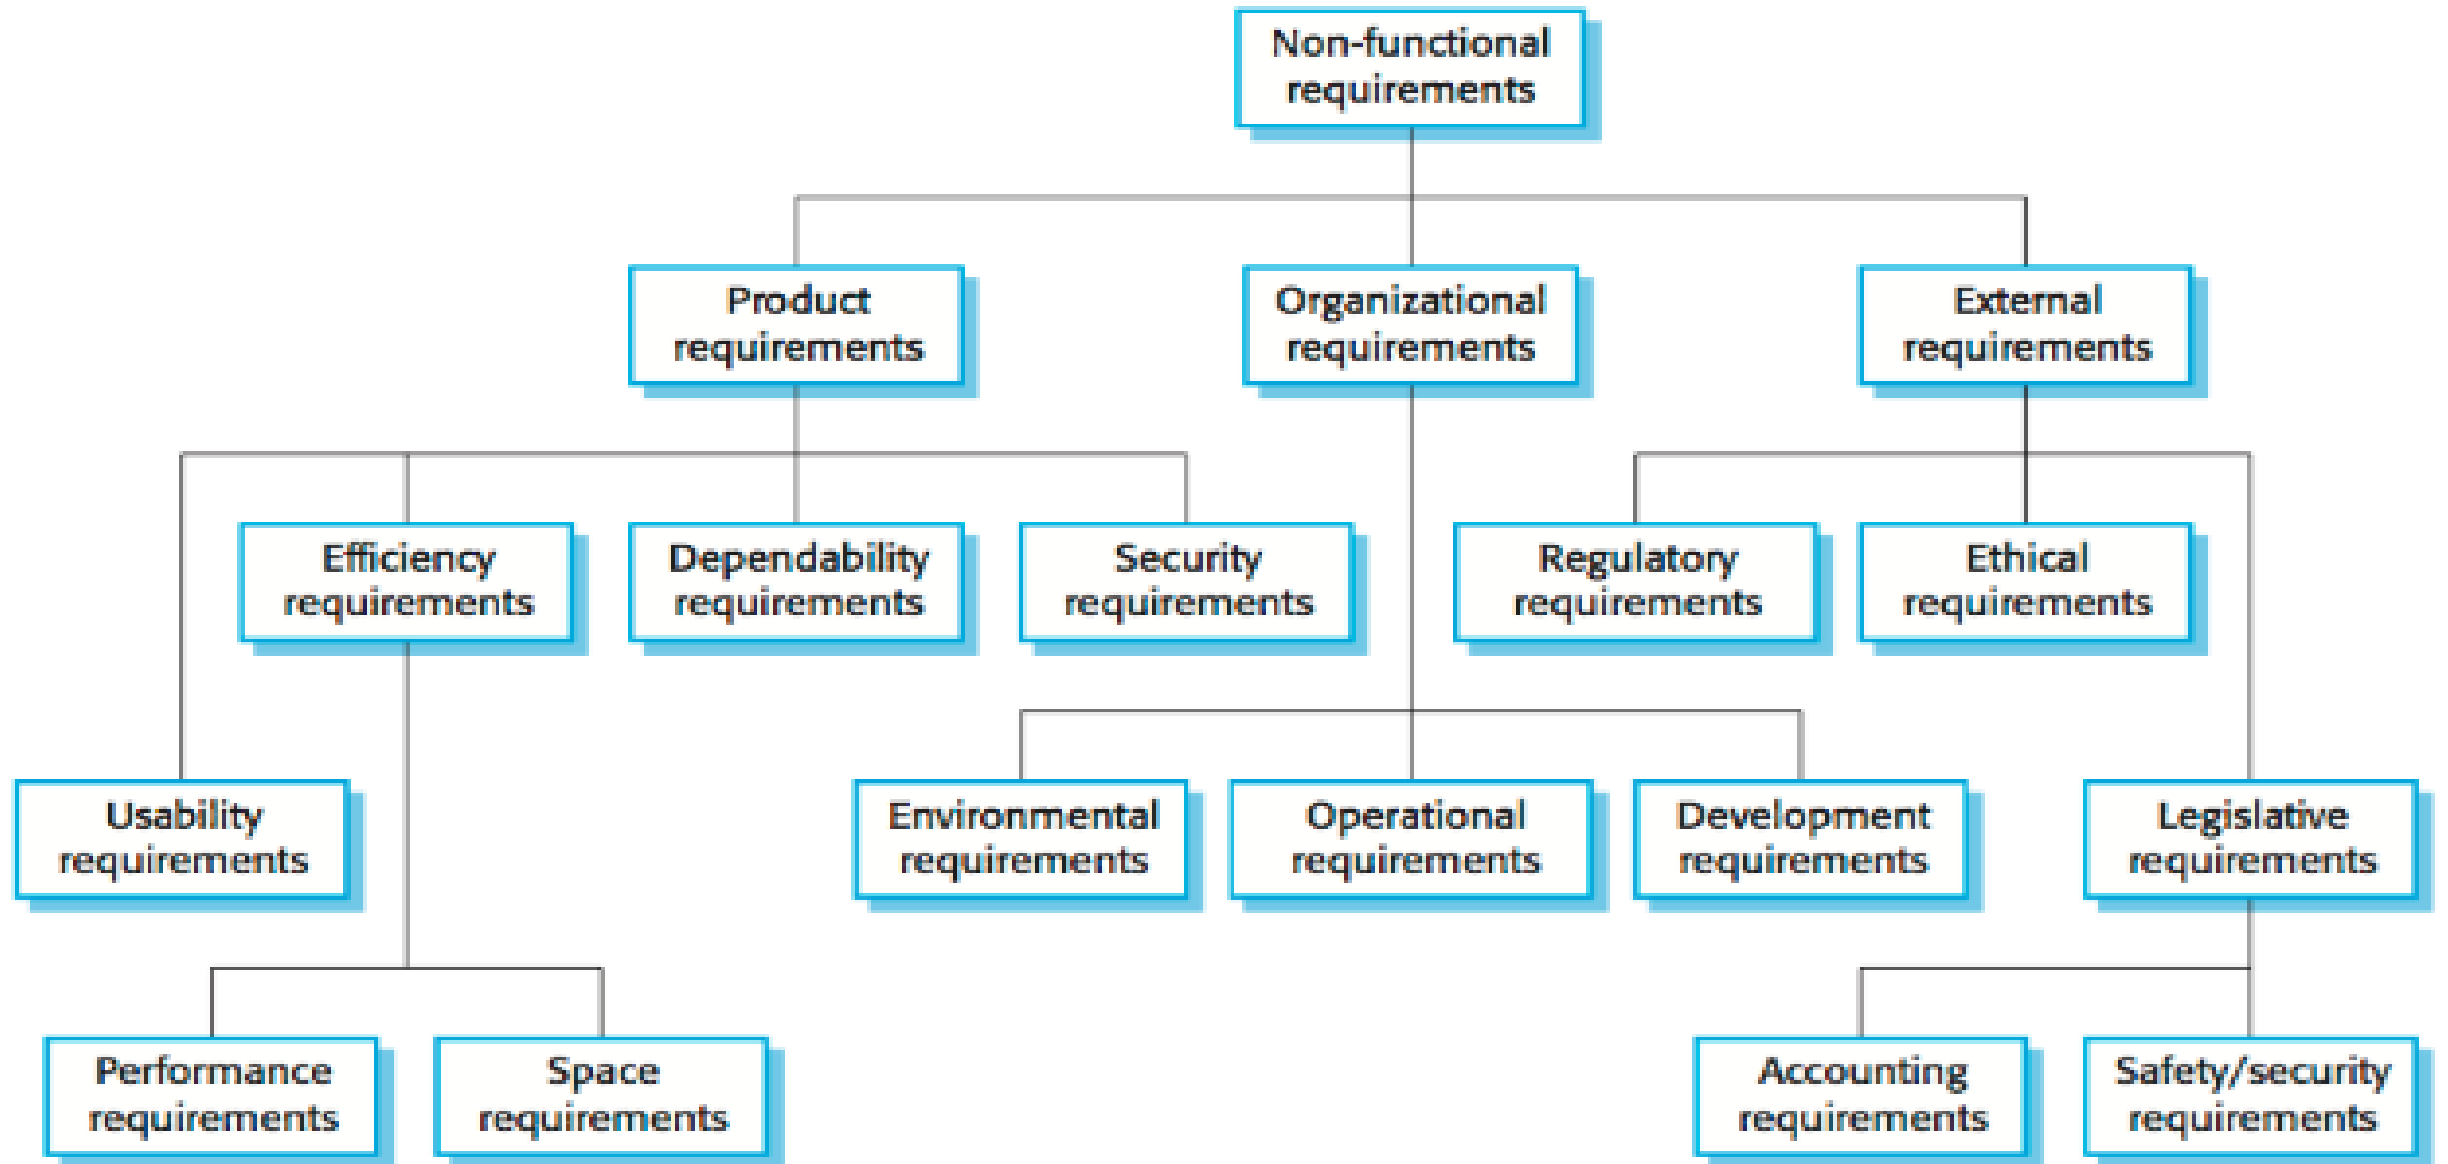 Non-functional
requirements
Product
requirements
Organizational
requirements
External
requirements
Efficiency
requirements
Dependability
requirements
Security
requirements
Regulatory
requirements
Ethical
requirements
Usability
requirements
Environmental
requirements
Operational
requirements
Development
requirements
Legislative
requirements
Performance
requirements
Space
requirements
Accounting
requirements
Safety/security
requirements